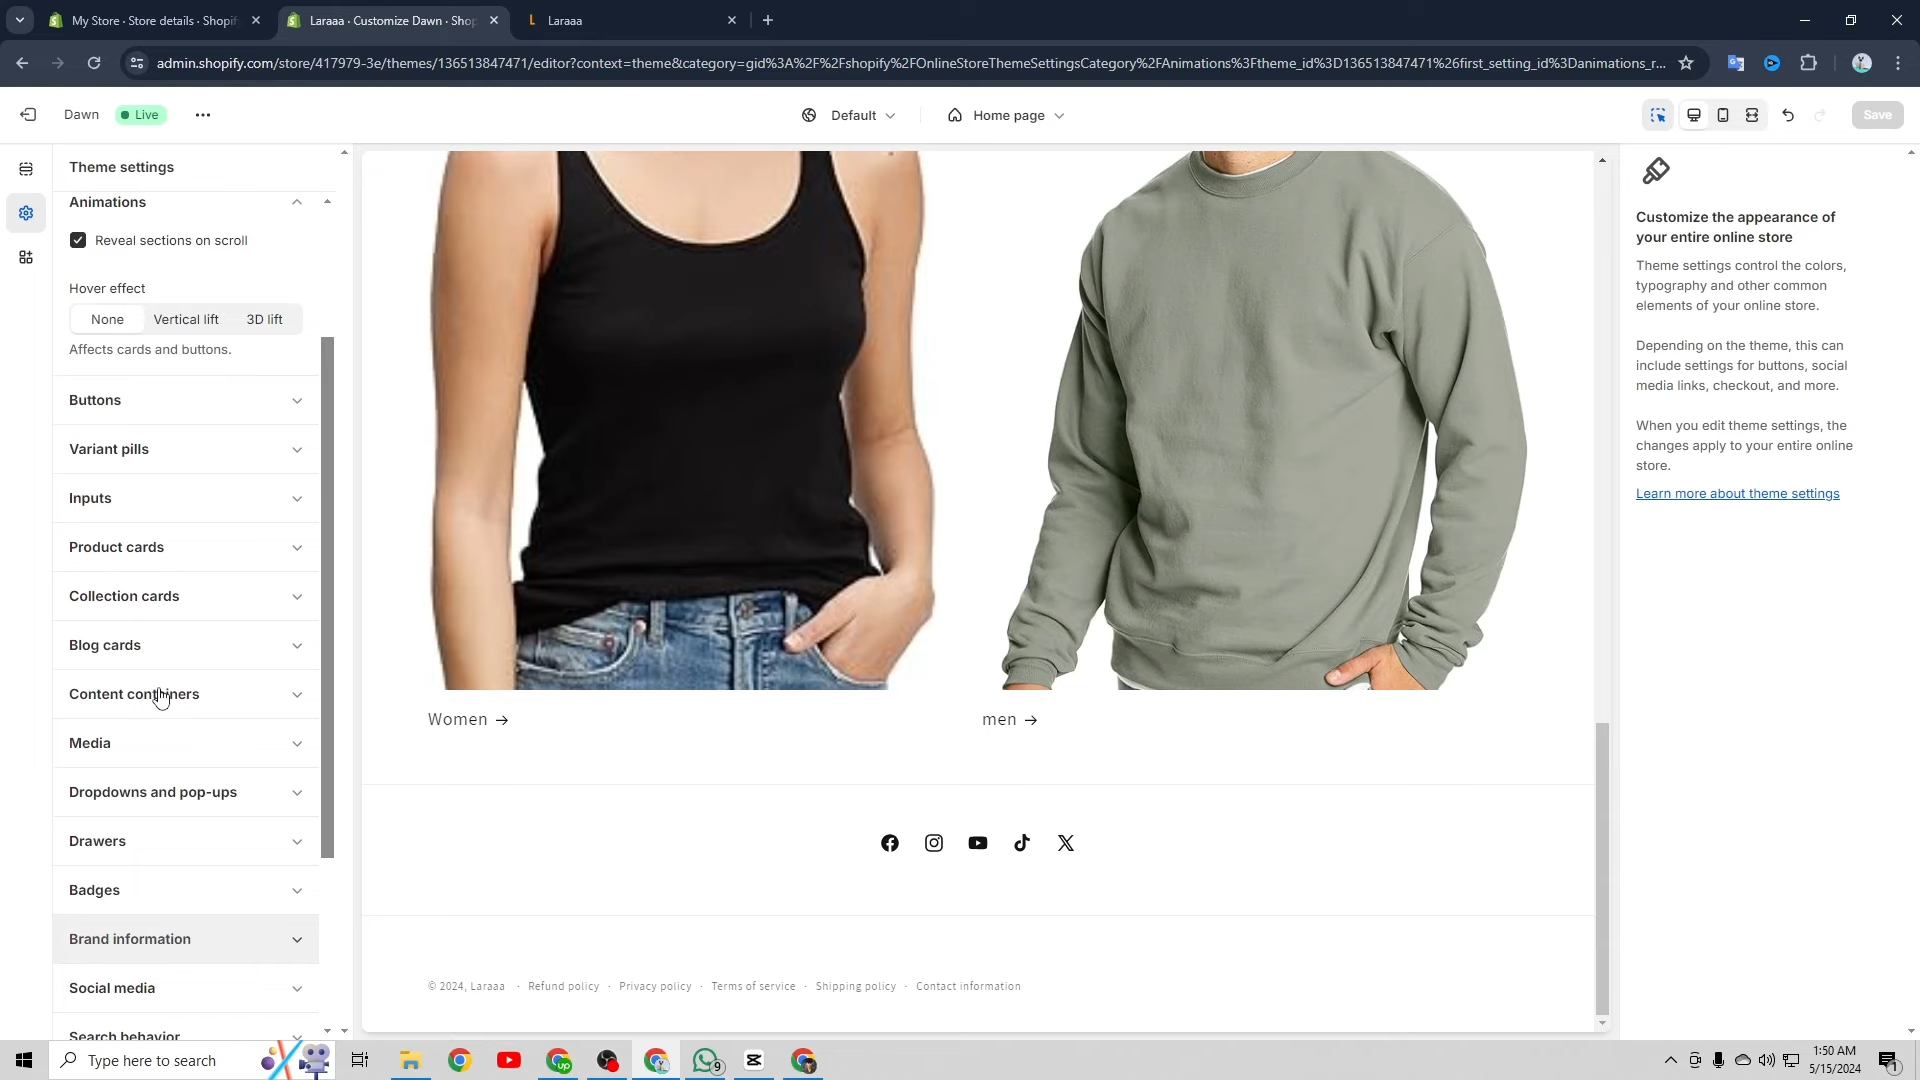 My Store · Store details · Shopif
Laraaa · Customize Dawn · Shop
Laraaa
admin.shopify.com/store/417979-3e/themes/136513847471/editor?context=theme&category=gid%3A%2F%2Fshopify%2FOnlineStoreThemeSettingsCategory%2FAnimations%3Ftheme_id%3D136513847471%26first_setting_id%3Danimations_r...
Dawn
Live
Default
Home page
Save
Theme settings
Animations
Reveal sections on scroll
Hover effect
None
Vertical lift
3D lift
Affects cards and buttons.
Buttons
Variant pills
Inputs
Product cards
Collection cards
Blog cards
Content containers
Media
Dropdowns and pop-ups
Drawers
Badges
Brand information
Social media
Search behavior
Women →
men →
© 2024, Laraaa · Refund policy · Privacy policy · Terms of service · Shipping policy · Contact information
Customize the appearance of
your entire online store
Theme settings control the colors,
typography and other common
elements of your online store.
Depending on the theme, this can
include settings for buttons, social
media links, checkout, and more.
When you edit theme settings, the
changes apply to your entire online
store.
Learn more about theme settings
Type here to search
up
9
1:50 AM
5/15/2024
1